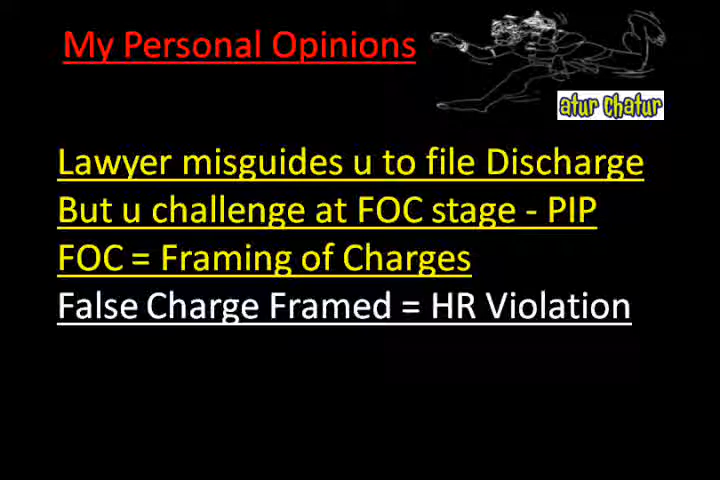 My Personal Opinions
atur chatur
Lawyer misguides u to file Discharge
But u challenge at FOC stage - PIP
FOC = Framing of Charges
False Charge Framed = HR Violation